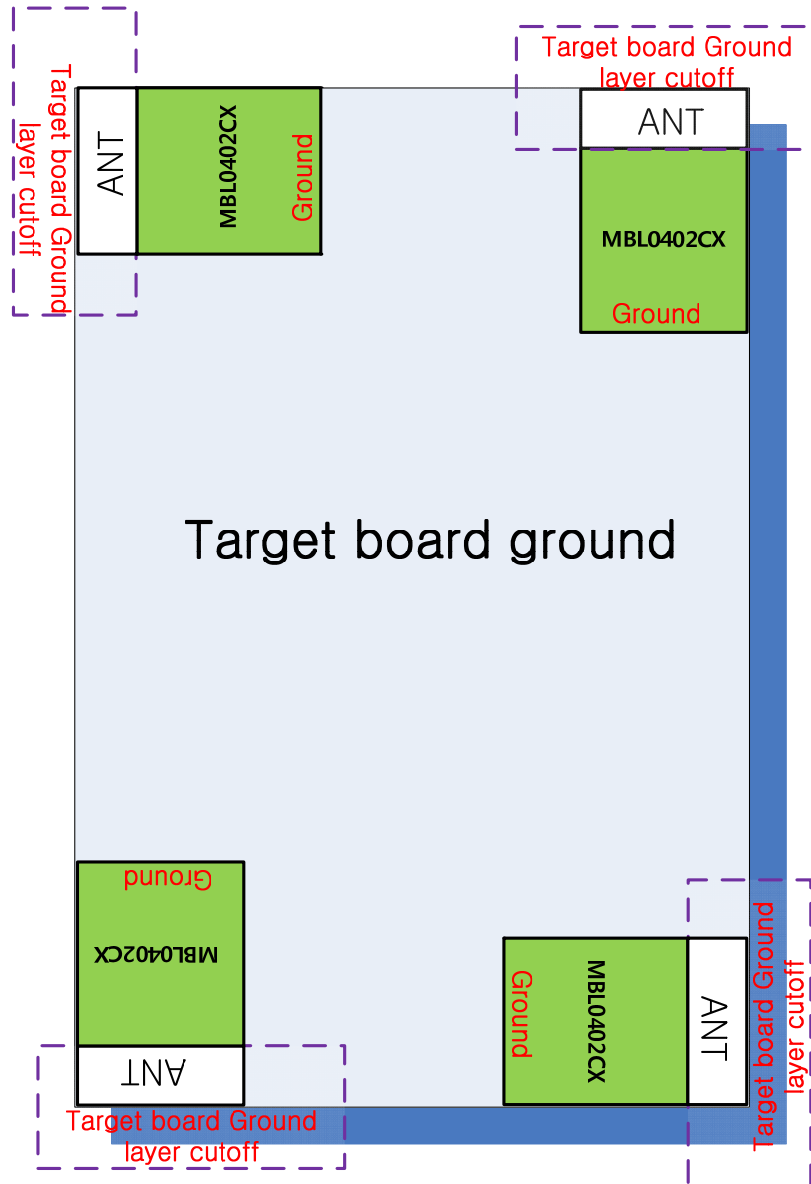 Target board Ground
layer cutoff
ANT
MBL0402CX
Ground
Target board Ground
layer cutoff
ANT
MBL0402CX
Ground
Target board ground
Ground
MBL0402CX
ANT
Target board Ground
layer cutoff
Ground
MBL0402CX
ANT
Target board Ground
layer cutoff